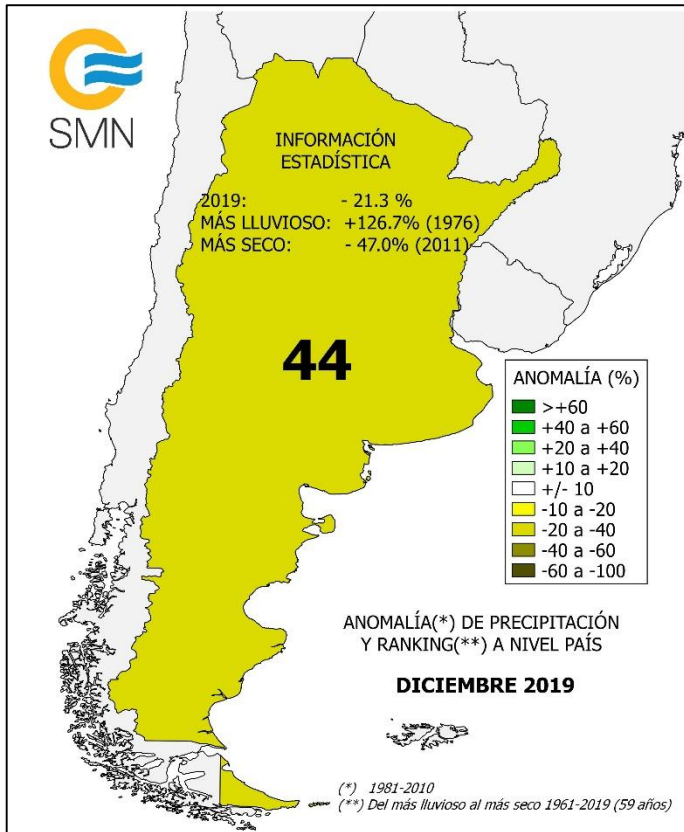 SMN
INFORMACIÓN
ESTADÍSTICA
2019: - 21.3 %
MÁS LLUVIOSO: +126.7% (1976)
MÁS SECO: - 47.0% (2011)
44
ANOMALÍA (%)
>+60
+40 a +60
+20 a +40
+10 a +20
+/- 10
-10 a -20
-20 a -40
-40 a -60
-60 a -100
ANOMALÍA(*) DE PRECIPITACIÓN
Y RANKING(**) A NIVEL PAÍS
DICIEMBRE 2019
(*) 1981-2010
(**) Del más lluvioso al más seco 1961-2019 (59 años)